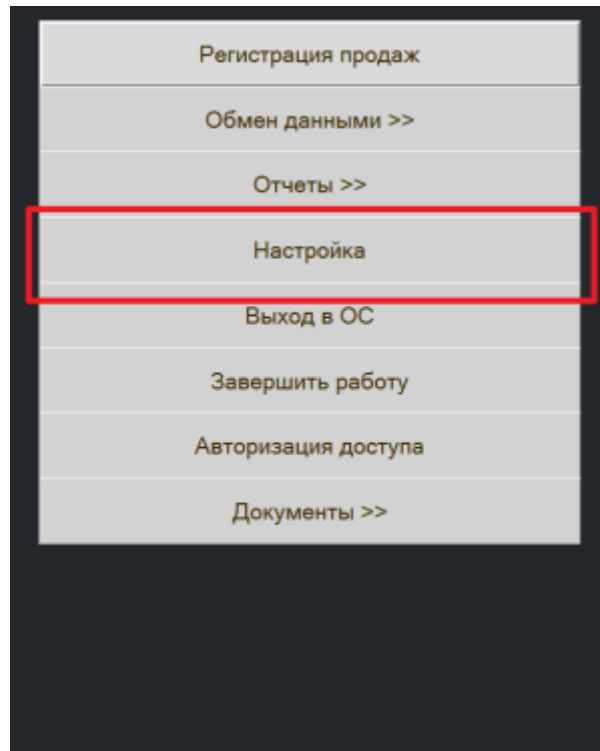 Регистрация продаж
Обмен данными >>
Отчеты >>
Настройка
Выход в ОС
Завершить работу
Авторизация доступа
Документы >>